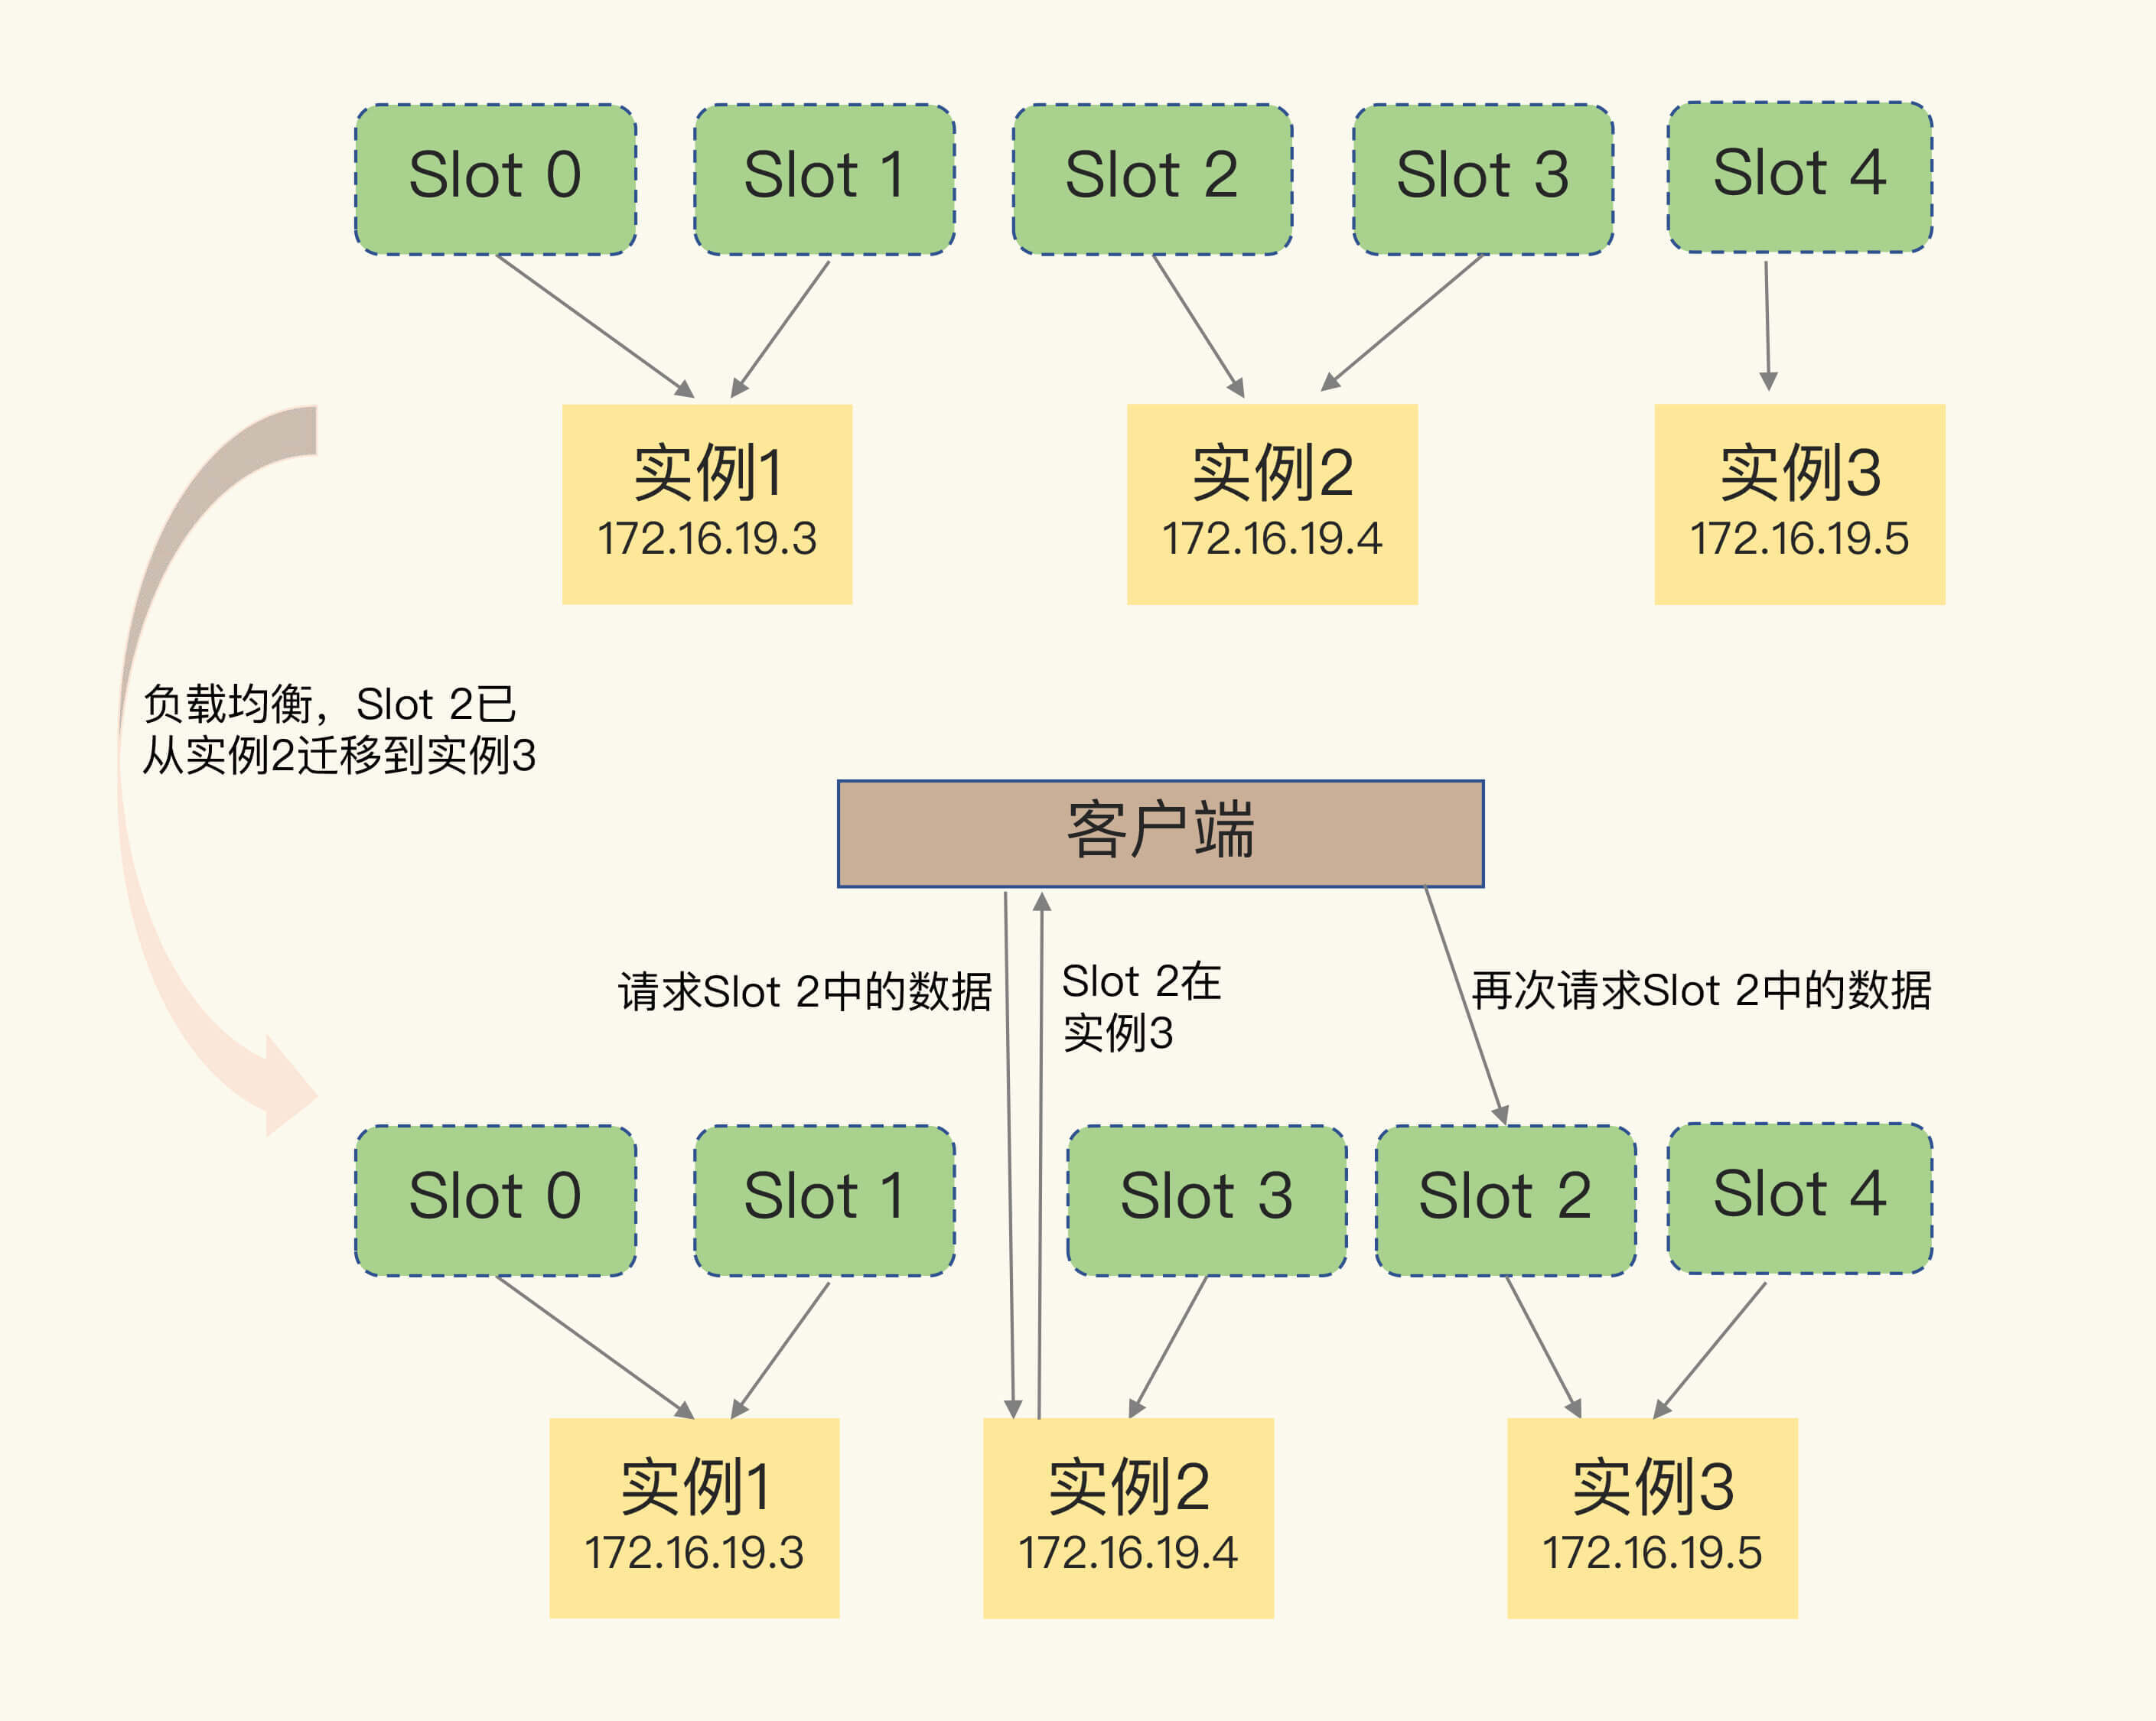 Slot 0
Slot 1
Slot 2
Slot 3
Slot 4
实例1
172.16.19.3
实例2
172.16.19.4
实例3
172.16.19.5
负载均衡，Slot 2已
从实例2迁移到实例3
客户端
请求Slot 2中的数据
Slot 2在
实例3
再次请求Slot 2中的数据
Slot 0
Slot 1
Slot 3
Slot 2
Slot 4
实例1
172.16.19.3
实例2
172.16.19.4
实例3
172.16.19.5